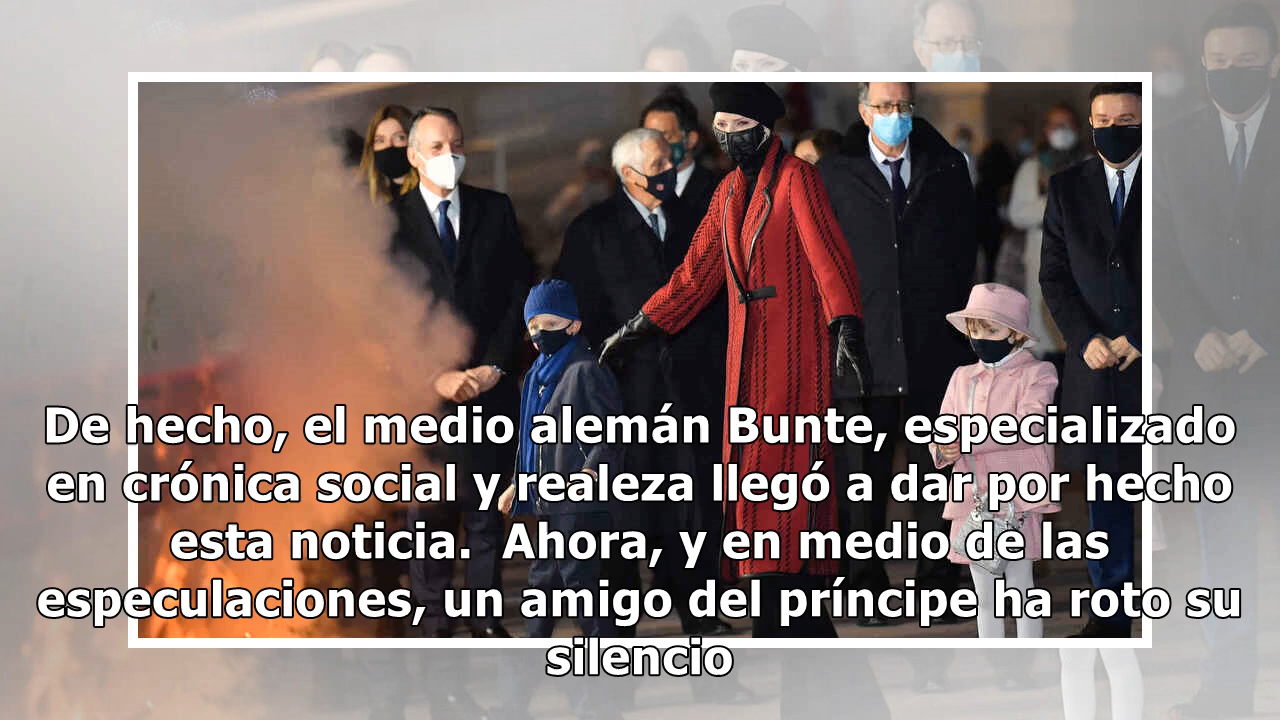 De hecho, el medio alemán Bunte, especializado
en crónica social y realeza llegó a dar por hecho
esta noticia.  Ahora, y en medio de las
especulaciones, un amigo del príncipe ha roto su
silencio